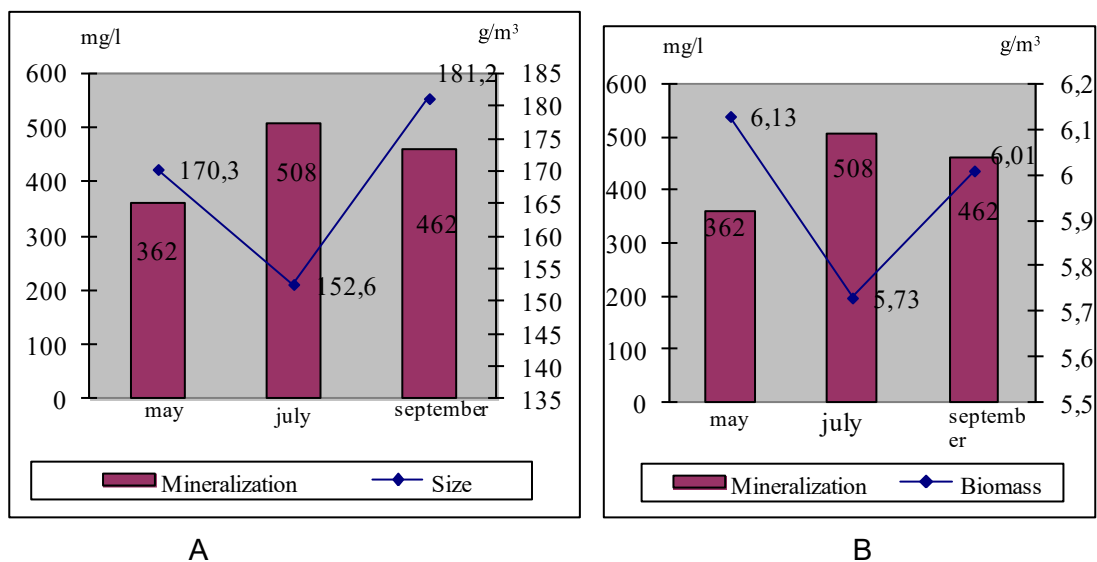 mg/l
g/m³
600
500
400
300
200
100
0
185
180
175
170
165
160
155
150
145
140
135
170,3
152,6
181,2
362
508
462
may
july
september
Mineralization
Size
A
mg/l
g/m³
600
500
400
300
200
100
0
6,2
6,1
6
5,9
5,8
5,7
5,6
5,5
6,13
5,73
6,01
362
508
462
may
july
septemb
er
Mineralization
Biomass
B